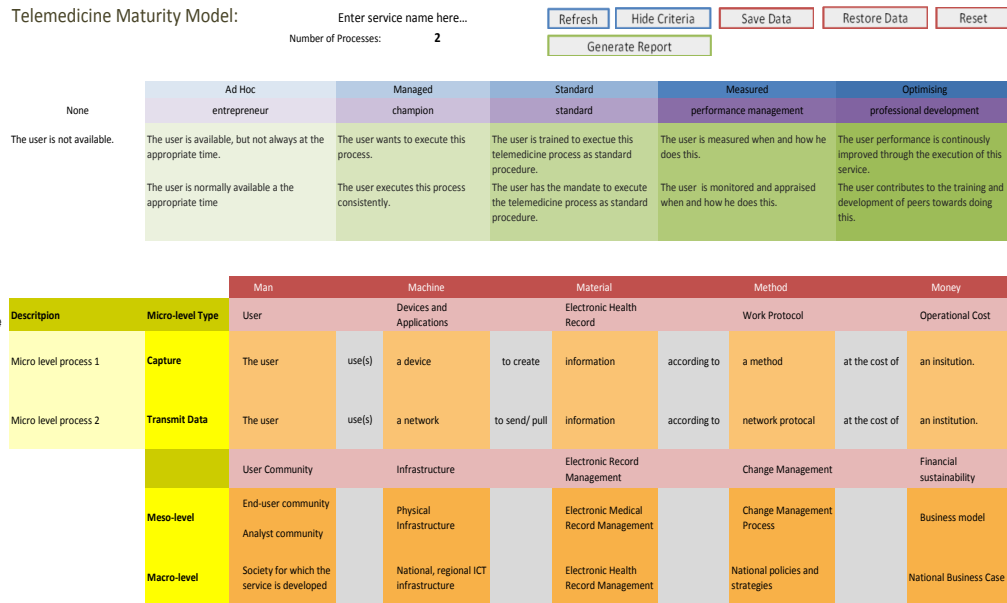 Telemedicine Maturity Model: Enter service name here... Refresh Hide Criteria Save Data Restore Data Reset
Number of Processes: 2 Generate Report
Ad Hoc Managed Standard Measured Optimising
None entrepreneur champion standard performance management professional development
The user is not available. The user is available, but not always at the The user wants to execute this The user is trained to exectue this The user is measured when and how he The user performance is continously
appropriate time. process. telemedicine process as standard does this. improved through the execution of this
procedure. service.
The user is normally available a the The user executes this process The user has the mandate to execute The user is monitored and appraised The user contributes to the training and
appropriate time consistently. the telemedicine process as standard when and how he does this. development of peers towards doing
procedure. this.
Man Machine Material Method Money
Descritpion Micro-level Type User Devices and Electronic Health Work Protocol Operational Cost
Applications Record
Micro level process 1 Capture The user use(s) a device to create information according to a method at the cost of an insitution.
Micro level process 2 Transmit Data The user use(s) a network to send/ pull information according to network protocal at the cost of an institution.
User Community Infrastructure Electronic Record Change Management Financial
Management sustainability
Meso-level End-user community Physical Electronic Medical Change Management Business model
Analyst community Infrastructure Record Management Process
Macro-level Society for which the National, regional ICT Electronic Health National policies and National Business Case
service is developed infrastructure Record Management strategies